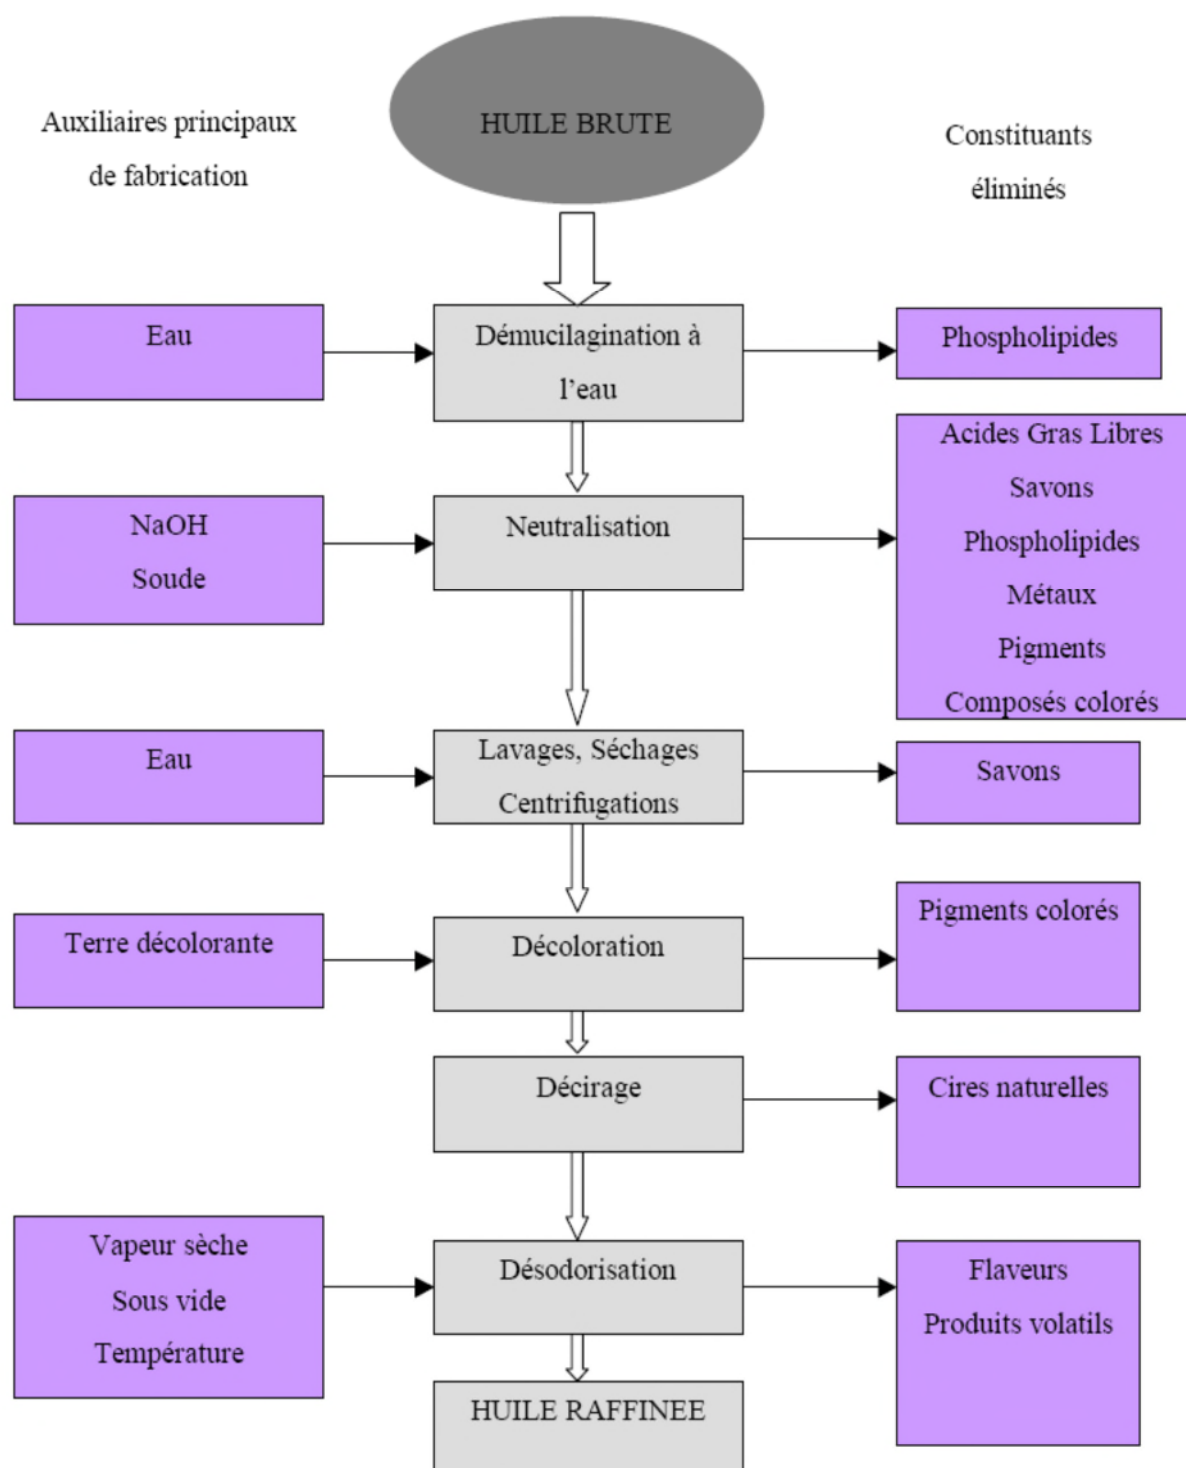 HUILE BRUTE
Auxiliaires principaux
de fabrication
Constituants
éliminés
Eau
Démucilagination à
l'eau
Phospholipides
NaOH
Soude
Neutralisation
Acides Gras Libres
Savons
Phospholipides
Métaux
Pigments
Composés colorés
Eau
Lavages, Séchages
Centrifugations
Savons
Terre décolorante
Décoloration
Pigments colorés
Décirage
Cires naturelles
Vapeur sèche
Sous vide
Température
Désodorisation
Flaveurs
Produits volatils
HUILE RAFFINEE